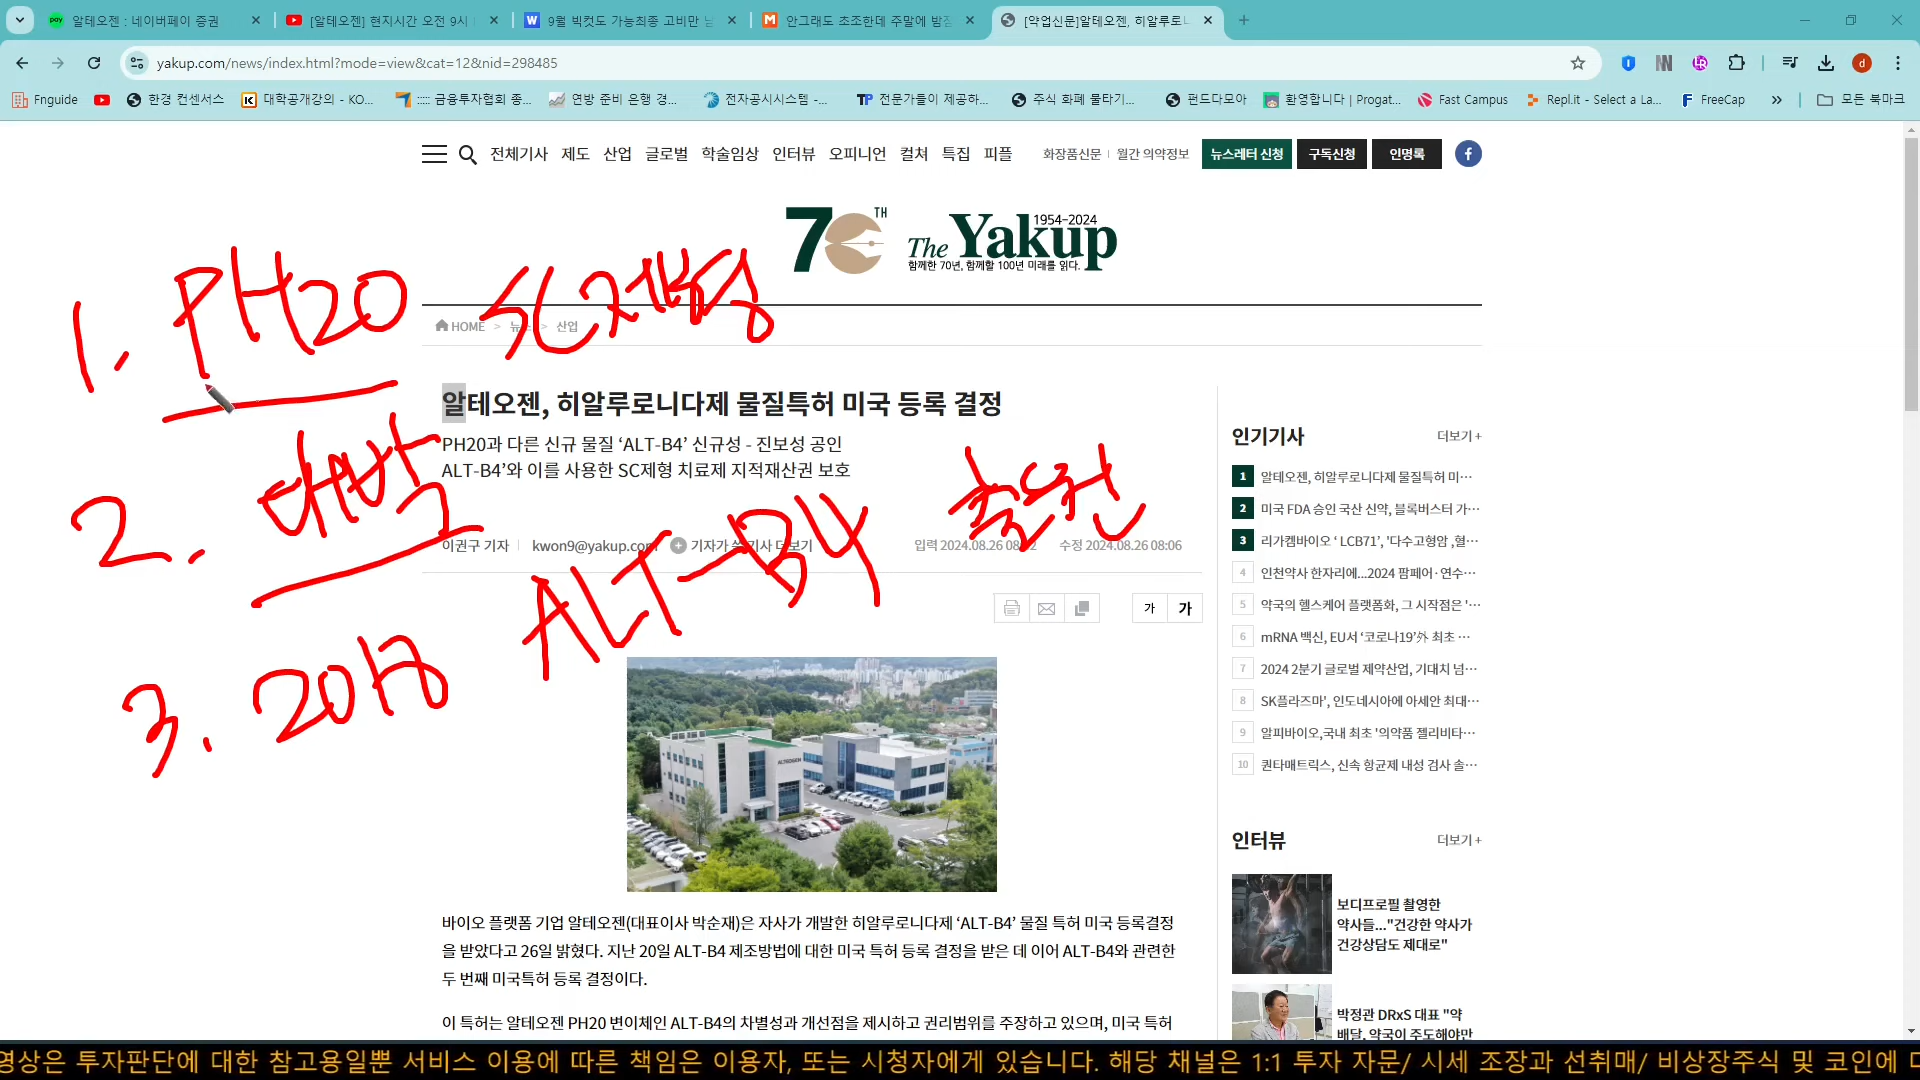 알테오젠 : 네이버페이 증권
[알테오젠] 현지시간 오전 9시
9월 빅컷도 가능최종 고비만 남
안그래도 초조한데 주말에 밤잠
[약업신문]알테오젠, 히알루로니
yakup.com/news/index.html?mode=view&cat=12&nid=298485
Fnguide
한경 컨센서스
대학공개강의 - KO...
::::: 금융투자협회 종...
연방 준비 은행 경...
전자공시시스템 -...
전문가들이 제공하...
주식 화폐 물타기...
펀드다모아
환영합니다 | Progat...
Fast Campus
Repl.it - Select a La...
FreeCap
모든 북마크
전체기사 제도 산업 글로벌 학술임상 인터뷰 오피니언 컬쳐 특집 피플
화장품신문 | 월간 의약정보
뉴스레터 신청
구독신청
인명록
70TH
1954-2024
The Yakup
함께한 70년, 함께할 100년 미래를 읽다.
1. PH20 SC제형
HOME > 뉴스 > 산업
알테오젠, 히알루로니다제 물질특허 미국 등록 결정
PH20과 다른 신규 물질 ‘ALT-B4’ 신규성 - 진보성 공인
ALT-B4’와 이를 사용한 SC제형 치료제 지적재산권 보호
2.
ALT-B4 출원
이권구 기자 | kwon9@yakup.com
기자가 쓴 기사 더보기
입력 2024.08.26 08:
수정 2024.08.26 08:06
가 가
3. 20
ALTEOGEN
바이오 플랫폼 기업 알테오젠(대표이사 박순재)은 자사가 개발한 히알루로니다제 ‘ALT-B4’ 물질 특허 미국 등록결정
을 받았다고 26일 밝혔다. 지난 20일 ALT-B4 제조방법에 대한 미국 특허 등록 결정을 받은 데 이어 ALT-B4와 관련한
두 번째 미국특허 등록 결정이다.
이 특허는 알테오젠 PH20 변이체인 ALT-B4의 차별성과 개선점을 제시하고 권리범위를 주장하고 있으며, 미국 특허
인기기사
더보기 +
1 알테오젠, 히알루로니다제 물질특허 미...
2 미국 FDA 승인 국산 신약, 블록버스터 가...
3 리가켐바이오 ‘ LCB71’, '다수고형암 ,혈...
4 인천약사 한자리에...2024 팜페어·연수...
5 약국의 헬스케어 플랫폼화, 그 시작점은 '...
6 mRNA 백신, EU서 ‘코로나19’外 최초 ...
7 2024 2분기 글로벌 제약산업, 기대치 넘...
8 SK플라즈마', 인도네시아에 아세안 최대...
9 알피바이오,국내 최초 '의약품 젤리비타...
10 퀀타매트릭스, 신속 항균제 내성 검사 솔...
인터뷰
더보기 +
보디프로필 촬영한
약사들..."건강한 약사가
건강상담도 제대로"
박정관 DRxS 대표 "약
배달, 약국이 주도해야만
영상은 투자판단에 대한 참고용일뿐 서비스 이용에 따른 책임은 이용자, 또는 시청자에게 있습니다. 해당 채널은 1:1 투자 자문/ 시세 조장과 선취매/ 비상장주식 및 코인에 대